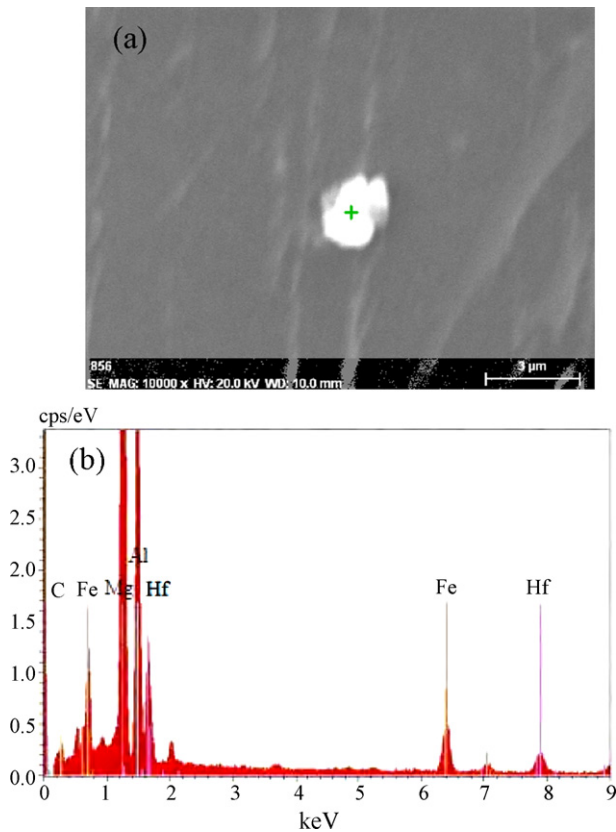 (a)
856
3 µm
SE MAG: 10000 x HV: 20.0 kV WD: 10.0 mm
cps/eV
(b)
3.0
2.5
2.0
1.5
1.0
0.5
0.0
Al
C Fe Mg Hf Fe Hf
0 1 2 3 4 5 6 7 8 9
keV